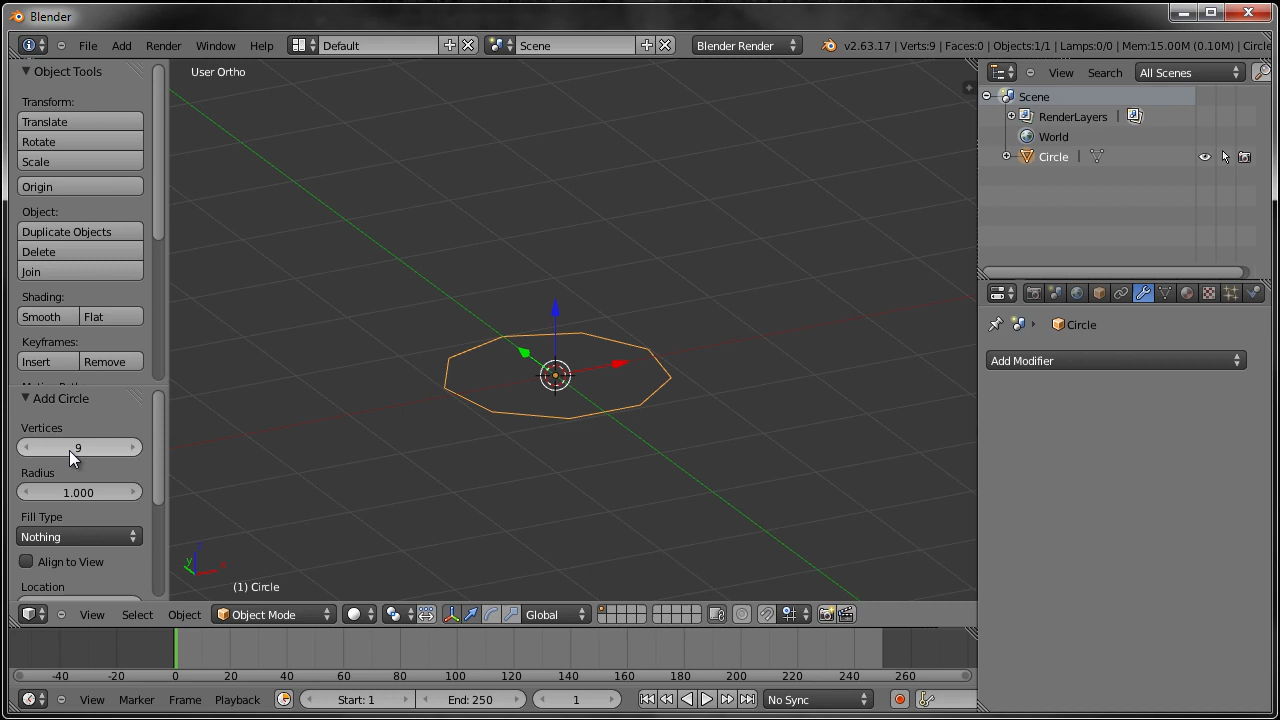 Blender
File Add Render Window Help Default Scene Blender Render v2.63.17 | Verts:9 | Faces:0 | Objects:1/1 | Lamps:0/0 | Mem:15.00M (0.10M) | Circle
Object Tools
Transform:
Translate
Rotate
Scale
Origin
Object:
Duplicate Objects
Delete
Join
Shading:
Smooth Flat
Keyframes:
Insert Remove
Add Circle
Vertices
9
Radius
1.000
Fill Type
Nothing
Align to View
Location
User Ortho
y
(1) Circle
View Select Object Object Mode Global
-40 -20 0 20 40 60 80 100 120 140 160 180 200 220 240 260
View Marker Frame Playback Start: 1 End: 250 1 No Sync
View Search All Scenes
Scene
RenderLayers |
World
Circle |
Circle
Add Modifier